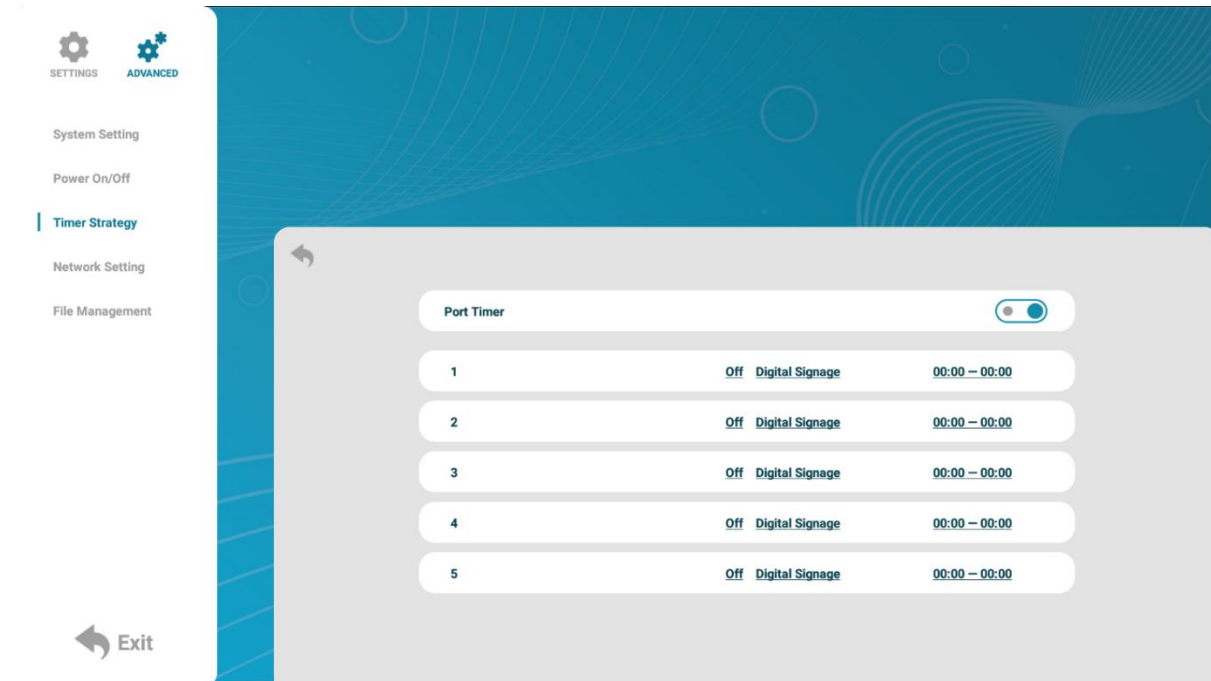 SETTINGS ADVANCED
System Setting
Power On/Off
Timer Strategy
Network Setting
File Management
Exit
Port Timer
1 Off Digital Signage 00:00 — 00:00
2 Off Digital Signage 00:00 — 00:00
3 Off Digital Signage 00:00 — 00:00
4 Off Digital Signage 00:00 — 00:00
5 Off Digital Signage 00:00 — 00:00